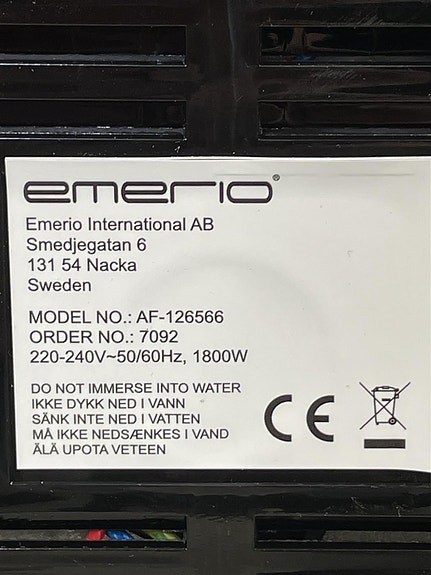 emerio®
Emerio International AB
Smedjegatan 6
131 54 Nacka
Sweden
MODEL NO.: AF-126566
ORDER NO.: 7092
220-240V~50/60Hz, 1800W
DO NOT IMMERSE INTO WATER
IKKE DYKK NED I VANN
SÄNK INTE NED I VATTEN
MÅ IKKE NEDSÆNKES I VAND
ÄLÄ UPOTA VETEEN
CE